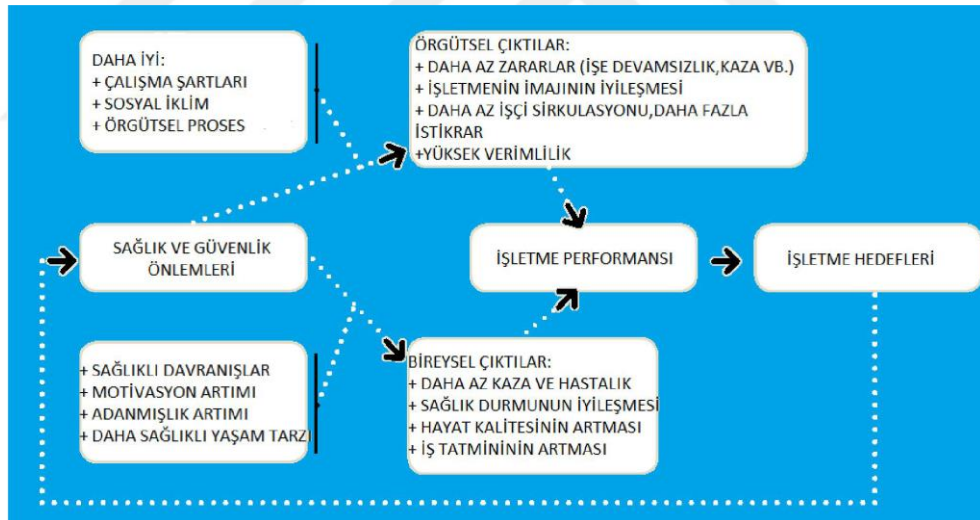 DAHA İYİ:
+ ÇALIŞMA ŞARTLARI
+ SOSYAL İKLİM
+ ÖRGÜTSEL PROSES
ÖRGÜTSEL ÇIKTILAR:
+ DAHA AZ ZARARLAR (İŞE DEVAMSIZLIK,KAZA VB.)
+ İŞLETMENİN İMAJININ İYİLEŞMESİ
+ DAHA AZ İŞÇİ SİRKULASYONU,DAHA FAZLA
İSTİKRAR
+YÜKSEK VERİMLİLİK
SAĞLIK VE GÜVENLİK
ÖNLEMLERİ
İŞLETME PERFORMANSI
İŞLETME HEDEFLERİ
+ SAĞLIKLI DAVRANIŞLAR
+ MOTİVASYON ARTIMI
+ ADANMIŞLIK ARTIMI
+ DAHA SAĞLIKLI YAŞAM TARZI
BİREYSEL ÇIKTILAR:
+ DAHA AZ KAZA VE HASTALIK
+ SAĞLIK DURMUNUN İYİLEŞMESİ
+ HAYAT KALİTESİNİN ARTMASI
+ İŞ TATMİNİNİN ARTMASI